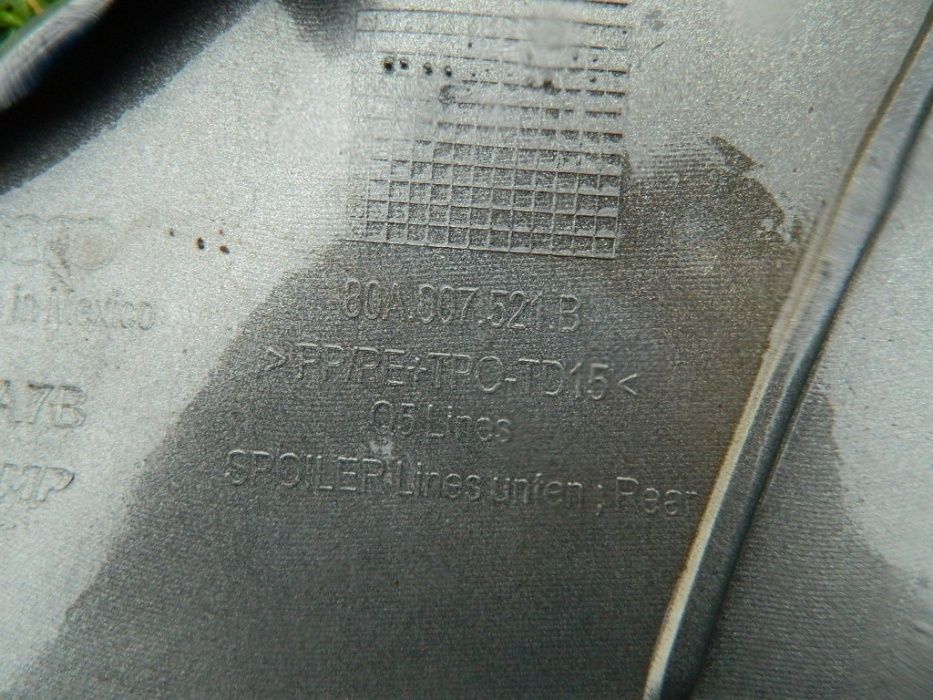 in Mexico
80A.807.521.B
>PP/PE+TPO-TD15<
A7B
Q5 Lines
SPOILER Lines unten ; Rear